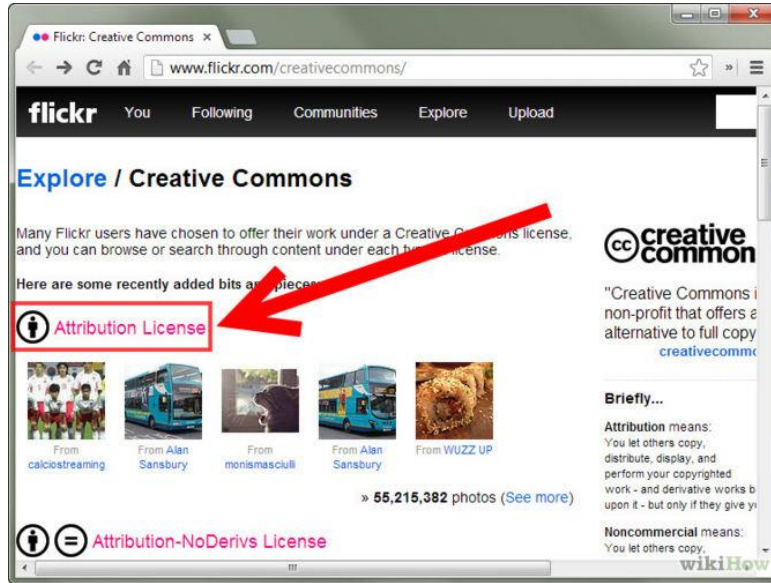 Flickr: Creative Commons ×
www.flickr.com/creativecommons/
flickr You Following Communities Explore Upload
Explore / Creative Commons
Many Flickr users have chosen to offer their work under a Creative license,
and you can browse or search through content under each license.
Here are some recently added bits
Attribution License
From calciostreaming
From Alan Sansbury
From monismasciulli
From Alan Sansbury
From WUZZ UP
» 55,215,382 photos (See more)
Attribution-NoDerivs License
cc creative
common
"Creative Commons i
non-profit that offers a
alternative to full copy
creativecommo
Briefly...
Attribution means:
You let others copy,
distribute, display, and
perform your copyrighted
work - and derivative works b
upon it - but only if they give y
Noncommercial means:
You let others copy,
wikiHow